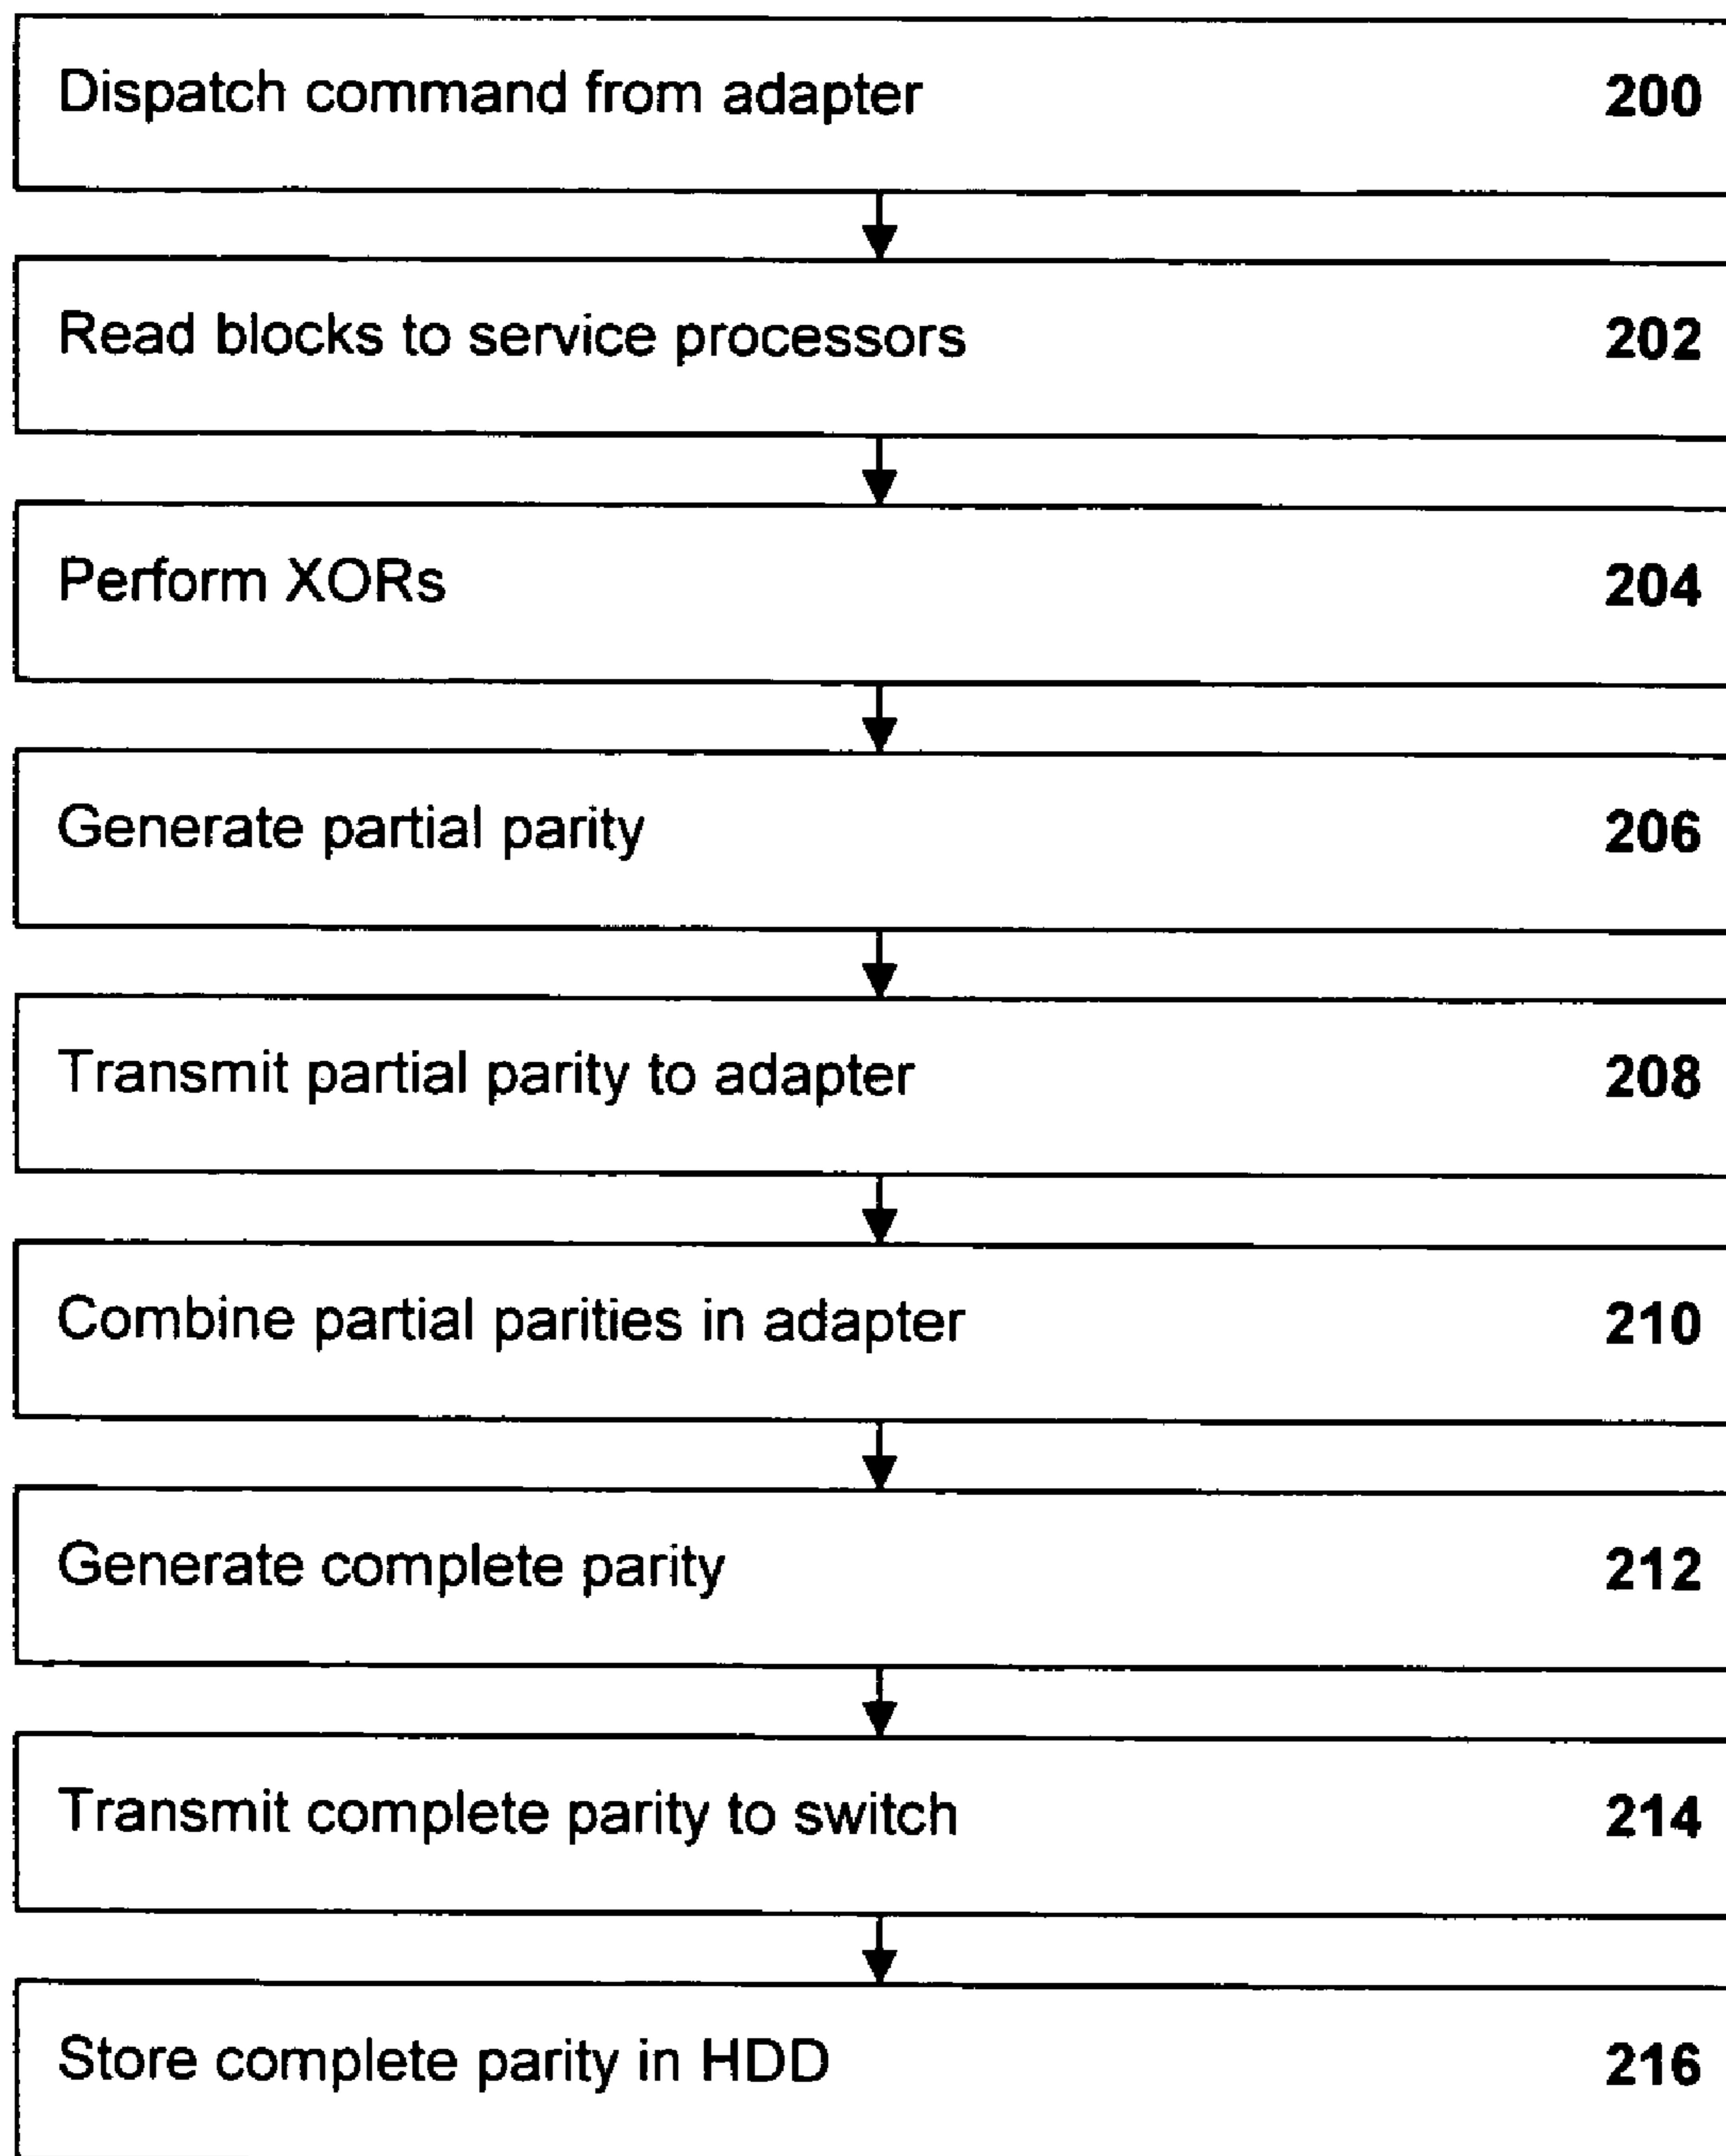 Dispatch command from adapter 200
Read blocks to service processors 202
Perform XORs 204
Generate partial parity 206
Transmit partial parity to adapter 208
Combine partial parities in adapter 210
Generate complete parity 212
Transmit complete parity to switch 214
Store complete parity in HDD 216